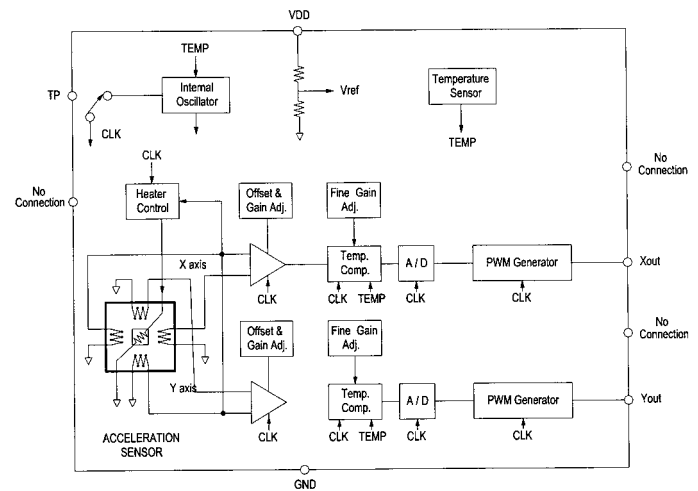 VDD
TEMP
Internal
Oscillator
TP
CLK
Vref
Temperature
Sensor
TEMP
CLK
No
Connection
No
Connection
Heater
Control
Offset &
Gain Adj.
Fine Gain
Adj.
X axis
Temp.
Comp.
A / D
PWM Generator
Xout
CLK
CLK
TEMP
CLK
CLK
No
Connection
Offset &
Gain Adj.
Fine Gain
Adj.
Y axis
Temp.
Comp.
A / D
PWM Generator
Yout
CLK
CLK
TEMP
CLK
CLK
ACCELERATION
SENSOR
GND